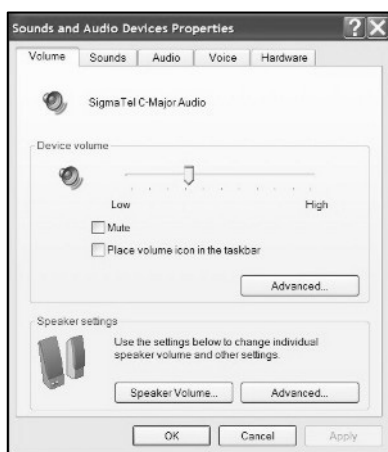 Sounds and Audio Devices Properties
Volume Sounds Audio Voice Hardware
SigmaTel C-Major Audio
Device volume
Low High
Mute
Place volume icon in the taskbar
Advanced...
Speaker settings
Use the settings below to change individual
speaker volume and other settings.
Speaker Volume... Advanced...
OK Cancel Apply